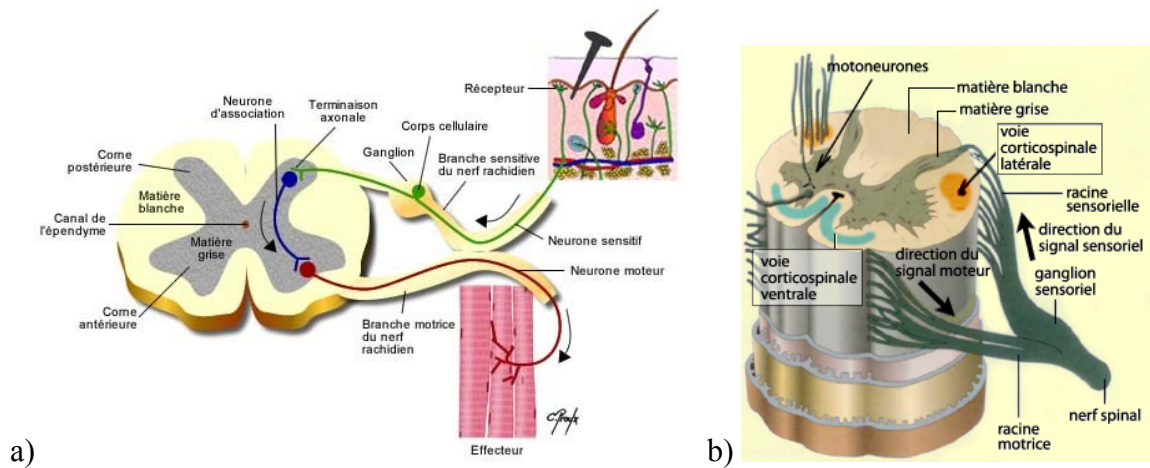 Récepteur
Neurone
d'association
Terminaison
axonale
Corps cellulaire
Ganglion
Branche sensitive
du nerf rachidien
Corne
postérieure
Matière
blanche
Canal de
l'épendyme
Matière
grise
Neurone sensitif
Neurone moteur
Corne
antérieure
Branche motrice
du nerf
rachidien
Effecteur
a)
motoneurones
matière blanche
matière grise
voie
corticospinale
latérale
racine
sensorielle
direction du
signal sensoriel
direction du
signal moteur
voie
corticospinale
ventrale
ganglion
sensoriel
racine
motrice
nerf spinal
b)